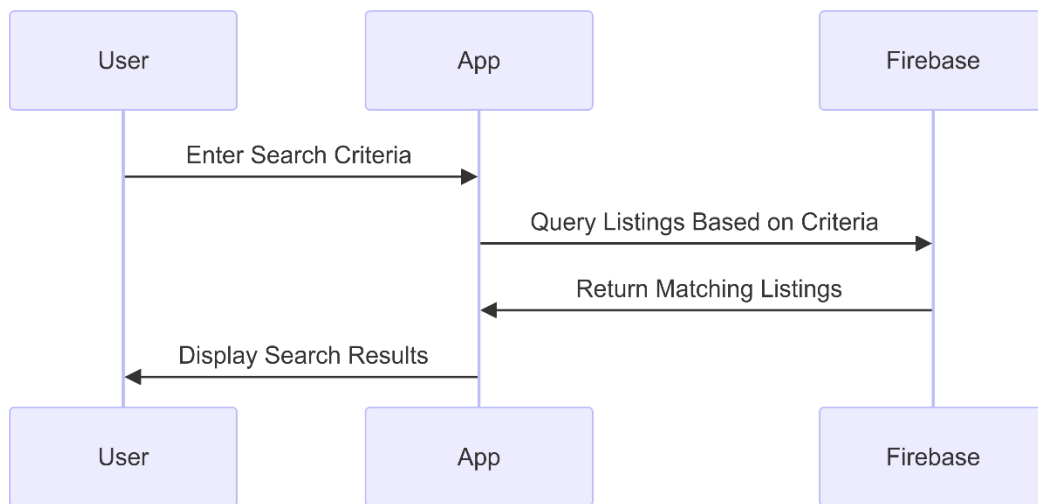 User
App
Firebase
Enter Search Criteria
Query Listings Based on Criteria
Return Matching Listings
Display Search Results
User
App
Firebase